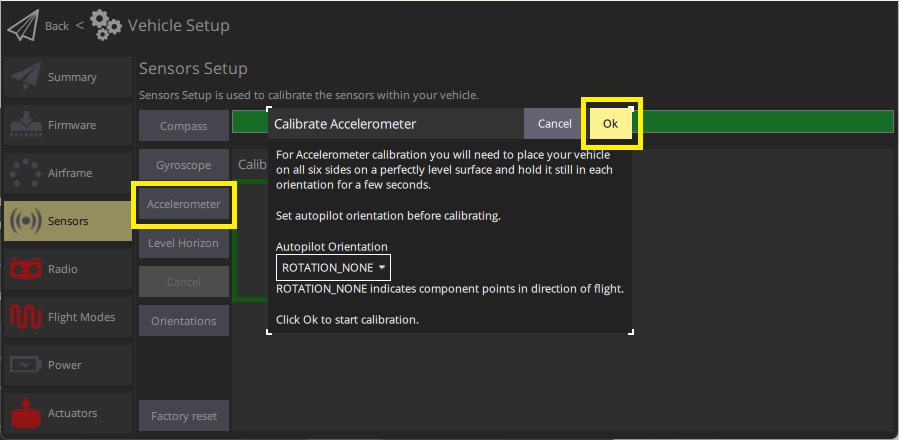 Back < Vehicle Setup
Summary
Firmware
Airframe
Sensors
Radio
Flight Modes
Power
Actuators
Sensors Setup
Sensors Setup is used to calibrate the sensors within your vehicle.
Compass
Gyroscope
Accelerometer
Level Horizon
Cancel
Orientations
Factory reset
Calibrate Accelerometer
Cancel
Ok
For Accelerometer calibration you will need to place your vehicle
on all six sides on a perfectly level surface and hold it still in each
orientation for a few seconds.
Set autopilot orientation before calibrating.
Autopilot Orientation
ROTATION_NONE
ROTATION_NONE indicates component points in direction of flight.
Click Ok to start calibration.